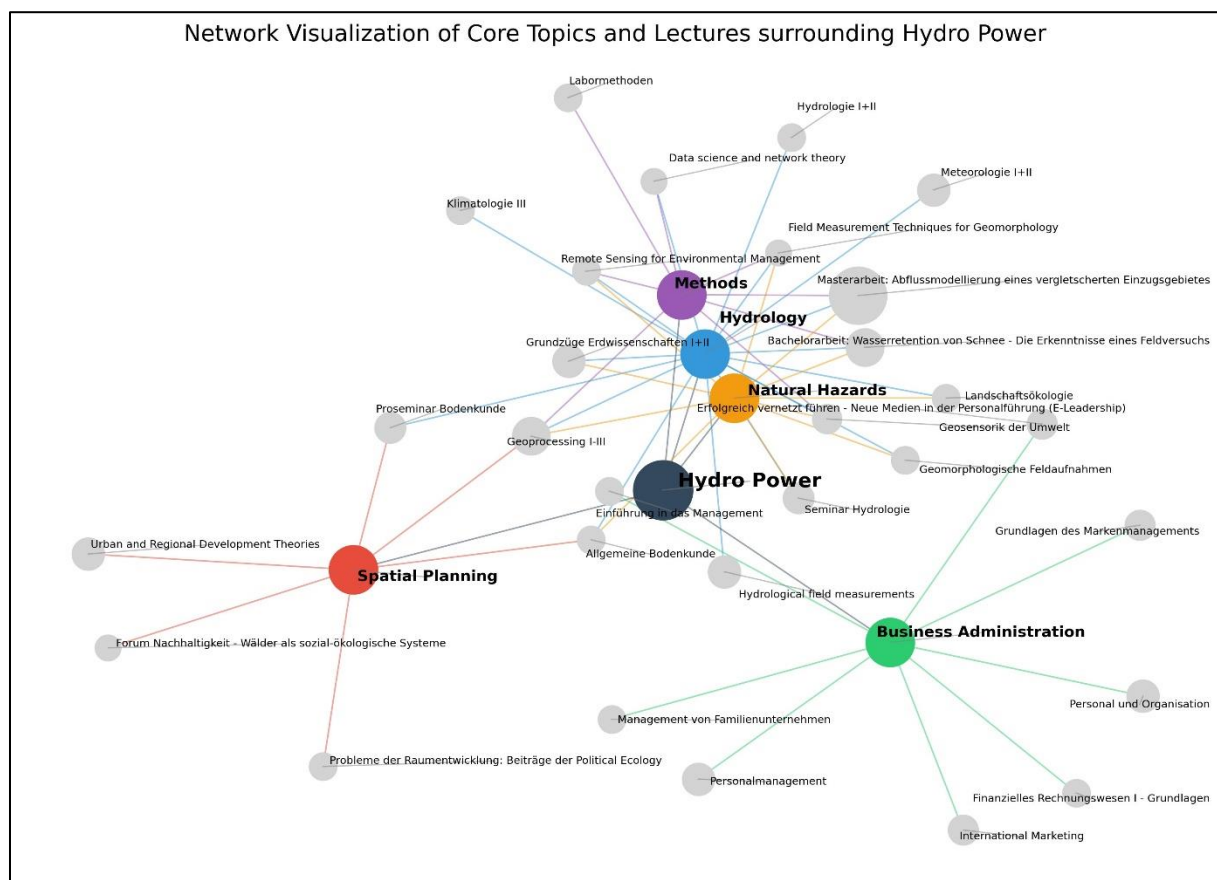 Network Visualization of Core Topics and Lectures surrounding Hydro Power
Labormethoden
Hydrologie I+II
Data science and network theory
Meteorologie I+II
Klimatologie III
Field Measurement Techniques for Geomorphology
Remote Sensing for Environmental Management
Masterarbeit: Abflussmodellierung eines vergletscherten Einzugsgebietes
Methods
Hydrology
Grundzüge Erdwissenschaften I+II
Bachelorarbeit: Wasserretention von Schnee - Die Erkenntnisse eines Feldversuchs
Natural Hazards
Landschaftsökologie
Proseminar Bodenkunde
Erfolgreich vernetzt führen - Neue Medien in der Personalführung (E-Leadership)
Geosensorik der Umwelt
Geoprocessing I-III
Geomorphologische Feldaufnahmen
Hydro Power
Einführung in das Management
Seminar Hydrologie
Grundlagen des Markenmanagements
Urban and Regional Development Theories
Allgemeine Bodenkunde
Spatial Planning
Hydrological field measurements
Business Administration
Forum Nachhaltigkeit - Wälder als sozial-ökologische Systeme
Personal und Organisation
Management von Familienunternehmen
Probleme der Raumentwicklung: Beiträge der Political Ecology
Personalmanagement
Finanzielles Rechnungswesen I - Grundlagen
International Marketing